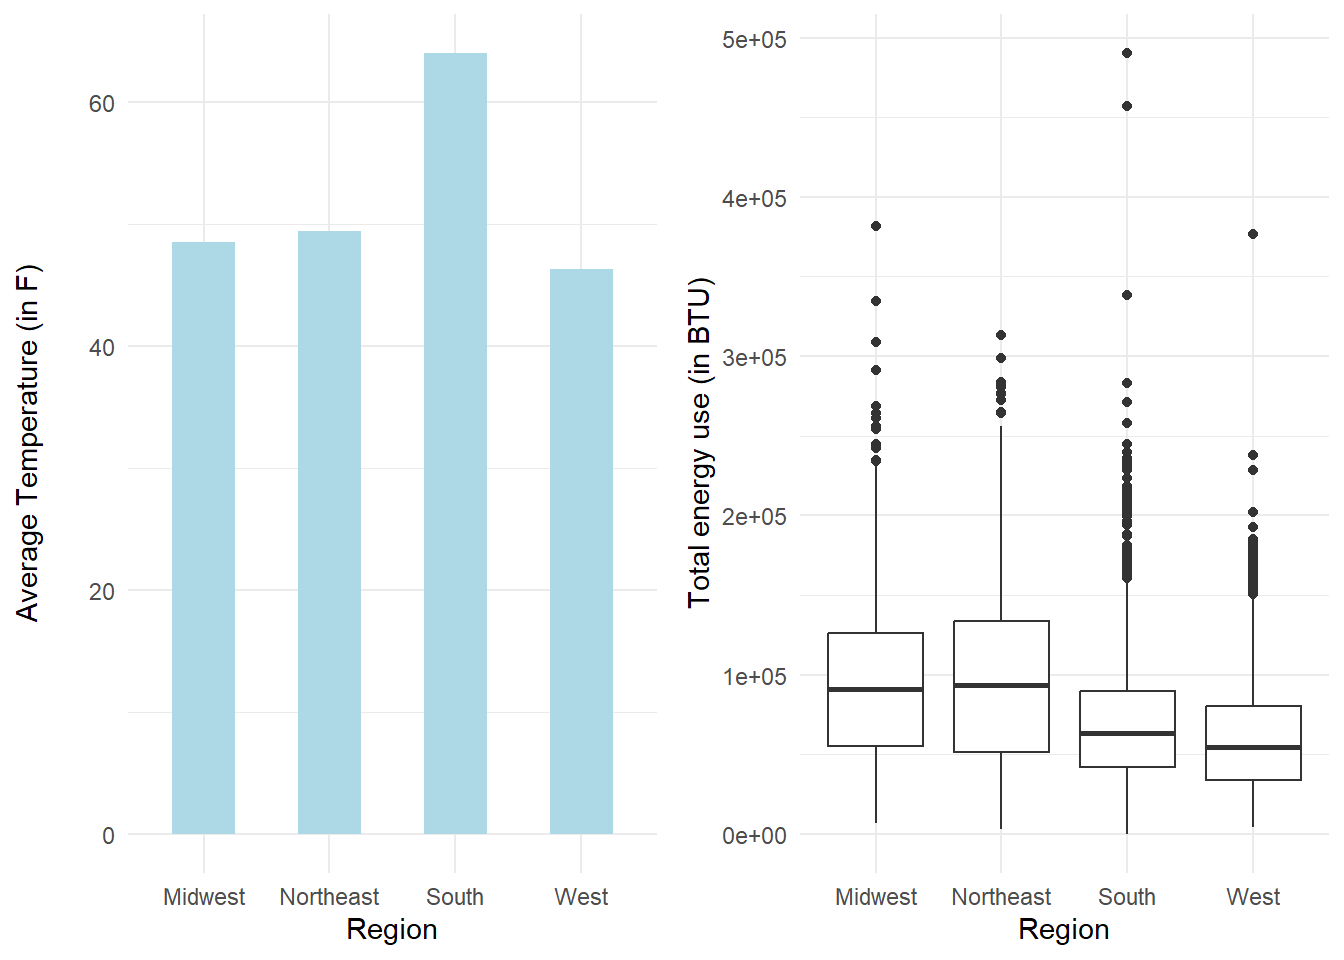 Average Temperature (in F)
60
40
20
0
Midwest Northeast South West
Region
Total energy use (in BTU)
5e+05
4e+05
3e+05
2e+05
1e+05
0e+00
Midwest Northeast South West
Region